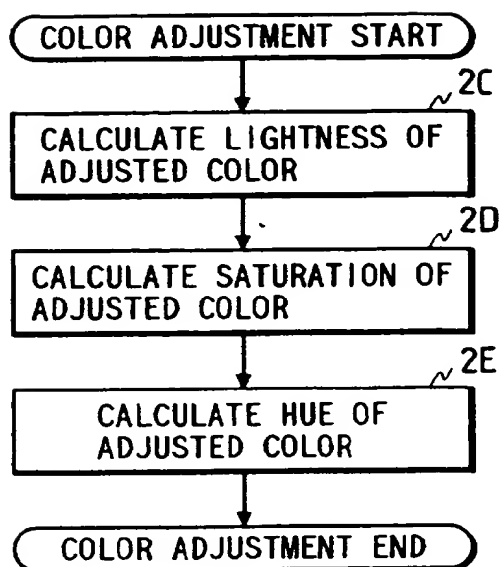 COLOR ADJUSTMENT START
2C
CALCULATE LIGHTNESS OF
ADJUSTED COLOR
2D
CALCULATE SATURATION OF
ADJUSTED COLOR
2E
CALCULATE HUE OF
ADJUSTED COLOR
COLOR ADJUSTMENT END